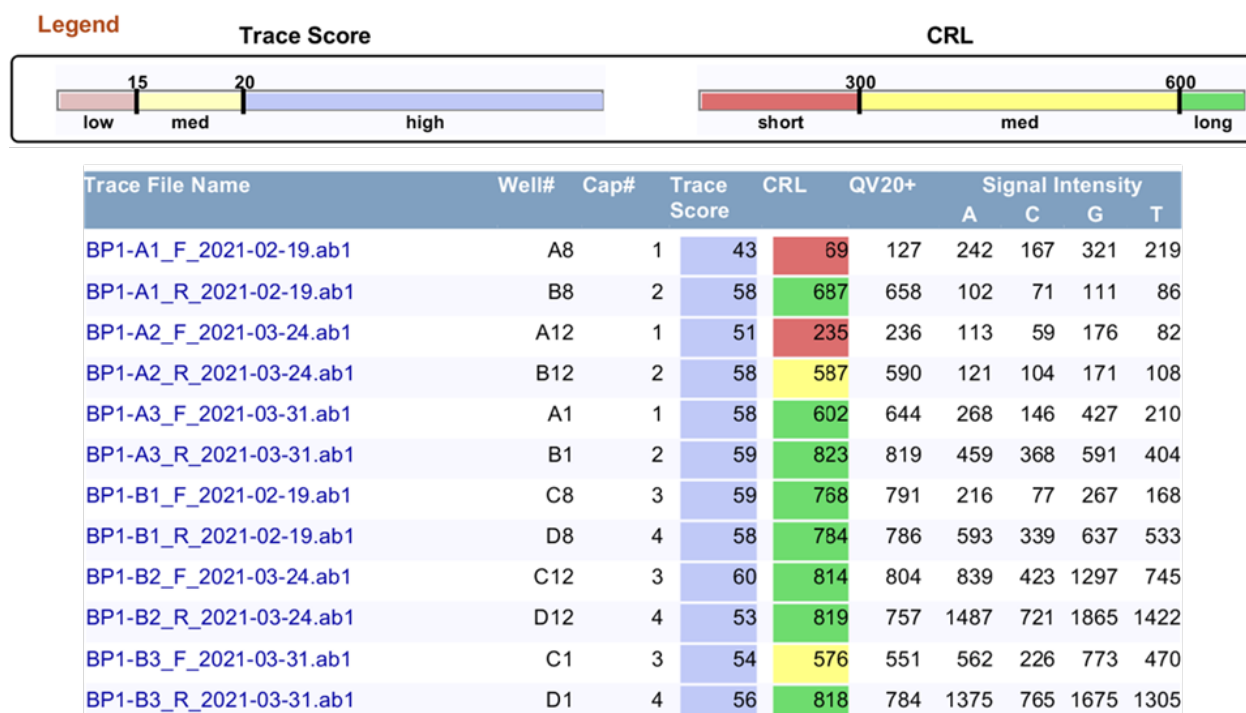 Legend
Trace Score CRL
15 20 300 600
low med high short med long
Trace File Name Well# Cap# Trace Score CRL QV20+ Signal Intensity
A C G T
BP1-A1_F_2021-02-19.ab1 A8 1 43 69 127 242 167 321 219
BP1-A1_R_2021-02-19.ab1 B8 2 58 687 658 102 71 111 86
BP1-A2_F_2021-03-24.ab1 A12 1 51 235 236 113 59 176 82
BP1-A2_R_2021-03-24.ab1 B12 2 58 587 590 121 104 171 108
BP1-A3_F_2021-03-31.ab1 A1 1 58 602 644 268 146 427 210
BP1-A3_R_2021-03-31.ab1 B1 2 59 823 819 459 368 591 404
BP1-B1_F_2021-02-19.ab1 C8 3 59 768 791 216 77 267 168
BP1-B1_R_2021-02-19.ab1 D8 4 58 784 786 593 339 637 533
BP1-B2_F_2021-03-24.ab1 C12 3 60 814 804 839 423 1297 745
BP1-B2_R_2021-03-24.ab1 D12 4 53 819 757 1487 721 1865 1422
BP1-B3_F_2021-03-31.ab1 C1 3 54 576 551 562 226 773 470
BP1-B3_R_2021-03-31.ab1 D1 4 56 818 784 1375 765 1675 1305